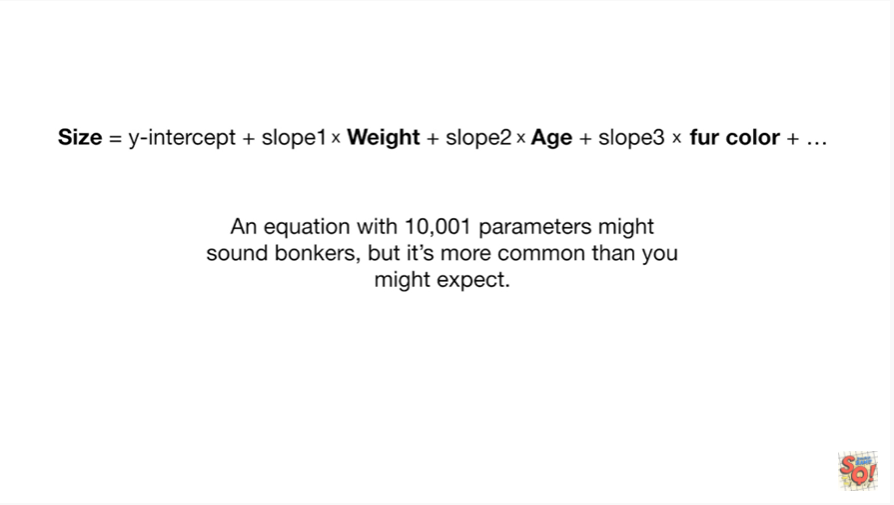 Size = y-intercept + slope1 x Weight + slope2 x Age + slope3 x fur color + …
An equation with 10,001 parameters might
sound bonkers, but it’s more common than you
might expect.
SQ!